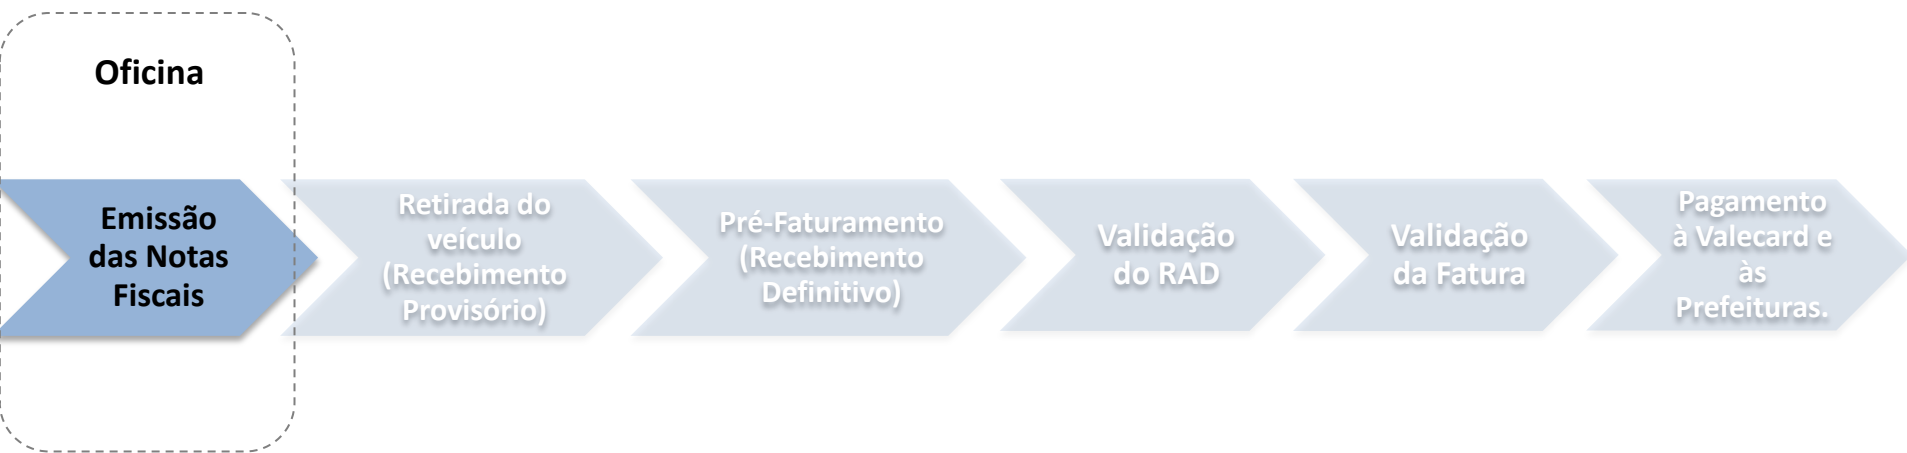 Oficina
Emissão
das Notas
Fiscais
Retirada do
veículo
(Recebimento
Provisório)
Pré-Faturamento
(Recebimento
Definitivo)
Validação
do RAD
Validação
da Fatura
Pagamento
à Valecard e
às
Prefeituras.